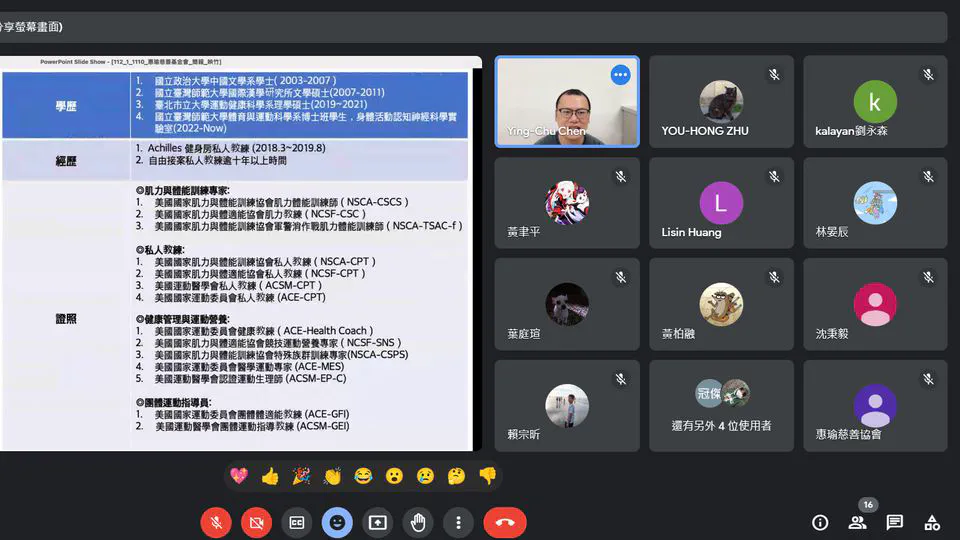 分享螢幕畫面)
PowerPoint Slide Show - [112_1_1110_惠瑜慈善基金會_簡報_映竹]
學歷
1. 國立政治大學中國文學系學士( 2003-2007 )
2. 國立臺灣師範大學國際漢學研究所文學碩士(2007-2011)
3. 臺北市立大學運動健康科學系理學碩士(2019~2021)
4. 國立臺灣師範大學體育與運動科學系博士班學生，身體活動認知神經科學實
驗室(2022-Now)
經歷
1. Achilles 健身房私人教練 (2018.3~2019.8)
2. 自由接案私人教練逾十年以上時間
證照
◎肌力與體能訓練專家:
1. 美國國家肌力與體能訓練協會肌力體能訓練師 ( NSCA-CSCS )
2. 美國國家肌力與體適能協會肌力教練 ( NCSF-CSC )
3. 美國國家肌力與體能訓練協會軍警消作戰肌力體能訓練師 ( NSCA-TSAC-f )
◎私人教練:
1. 美國國家肌力與體能訓練協會私人教練 ( NSCA-CPT )
2. 美國國家肌力與體適能協會私人教練 ( NCSF-CPT )
3. 美國運動醫學會私人教練 ( ACSM-CPT )
4. 美國國家運動委員會私人教練 (ACE-CPT)
◎健康管理與運動營養:
1. 美國國家運動委員會健康教練 ( ACE-Health Coach )
2. 美國國家肌力與體適能協會競技運動營養專家 ( NCSF-SNS )
3. 美國國家肌力與體能訓練協會特殊族群訓練專家(NSCA-CSPS)
4. 美國國家運動委員會醫學運動專家 (ACE-MES)
5. 美國運動醫學會認證運動生理師 (ACSM-EP-C)
◎團體運動指導員:
1. 美國國家運動委員會團體體適能教練 (ACE-GFI)
2. 美國運動醫學會團體運動指導教練 (ACSM-GEI)
Ying-Chu Chen
YOU-HONG ZHU
k
kalayan劉永森
黃聿平
L
Lisin Huang
林晏辰
葉庭瑄
黃柏融
沈秉毅
賴宗昕
冠傑
還有另外 4 位使用者
惠瑜慈善協會
CC
16